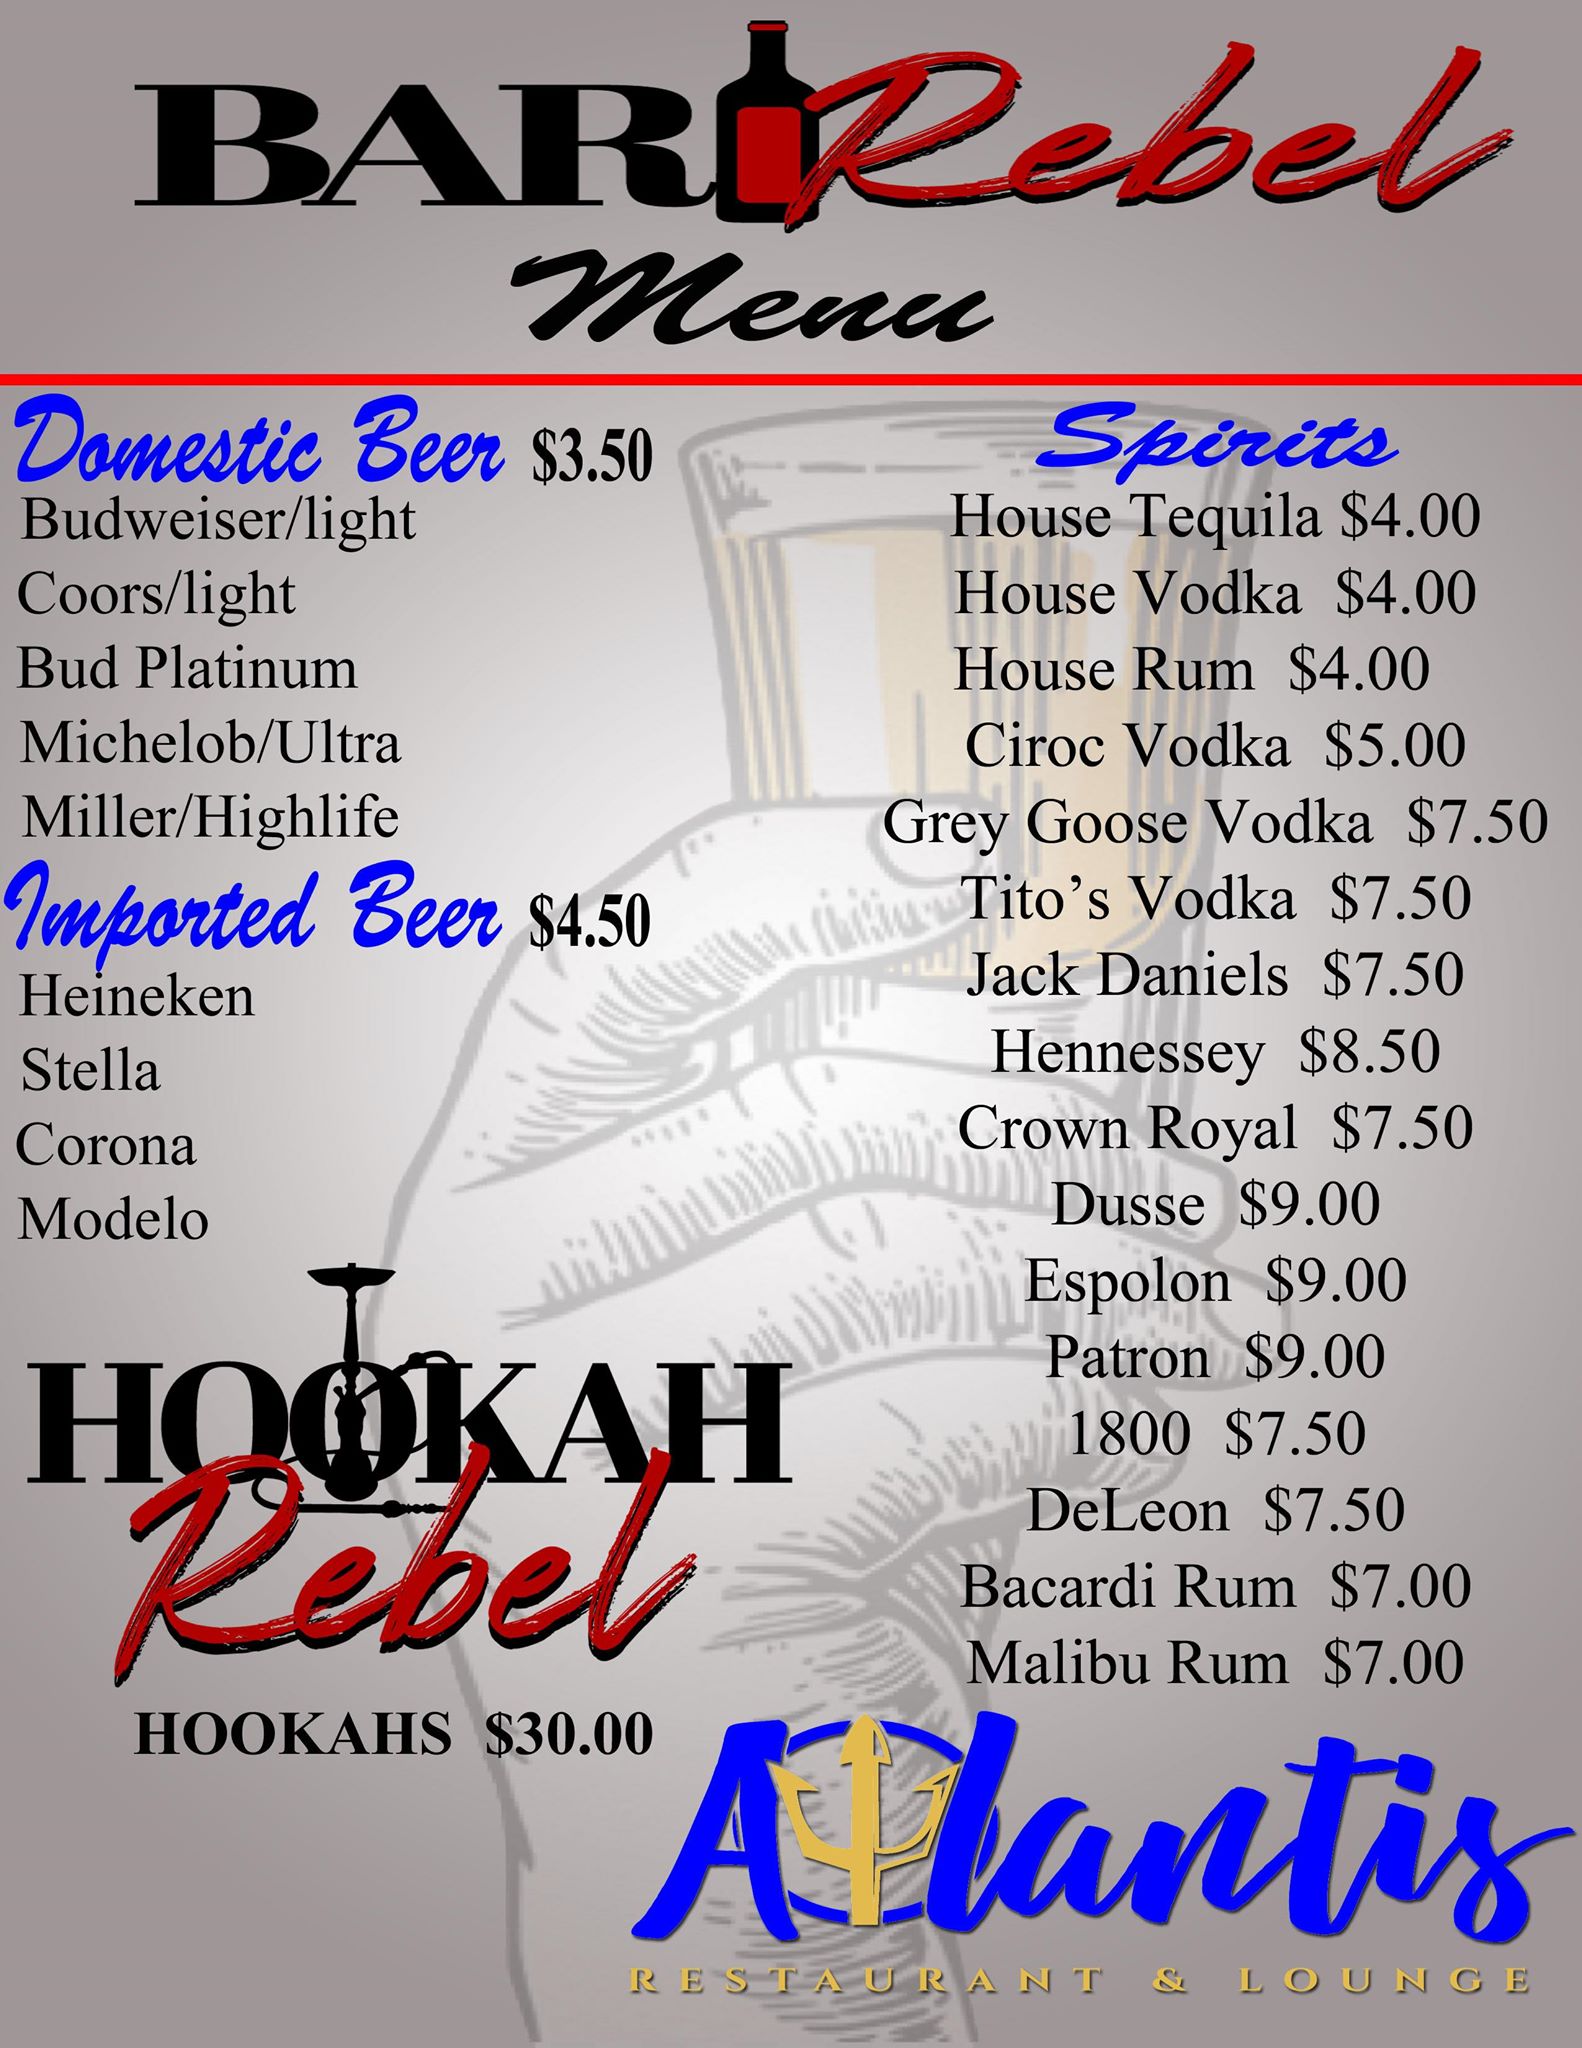 BAR Rebel
Menu
Domestic Beer $3.50
Budweiser/light
Coors/light
Bud Platinum
Michelob/Ultra
Miller/Highlife
Imported Beer $4.50
Heineken
Stella
Corona
Modelo
HOOKAH
Rebel
HOOKAHS $30.00
Spirits
House Tequila $4.00
House Vodka $4.00
House Rum $4.00
Ciroc Vodka $5.00
Grey Goose Vodka $7.50
Tito’s Vodka $7.50
Jack Daniels $7.50
Hennessey $8.50
Crown Royal $7.50
Dusse $9.00
Espolon $9.00
Patron $9.00
1800 $7.50
DeLeon $7.50
Bacardi Rum $7.00
Malibu Rum $7.00
Atlantis
RESTAURANT & LOUNGE